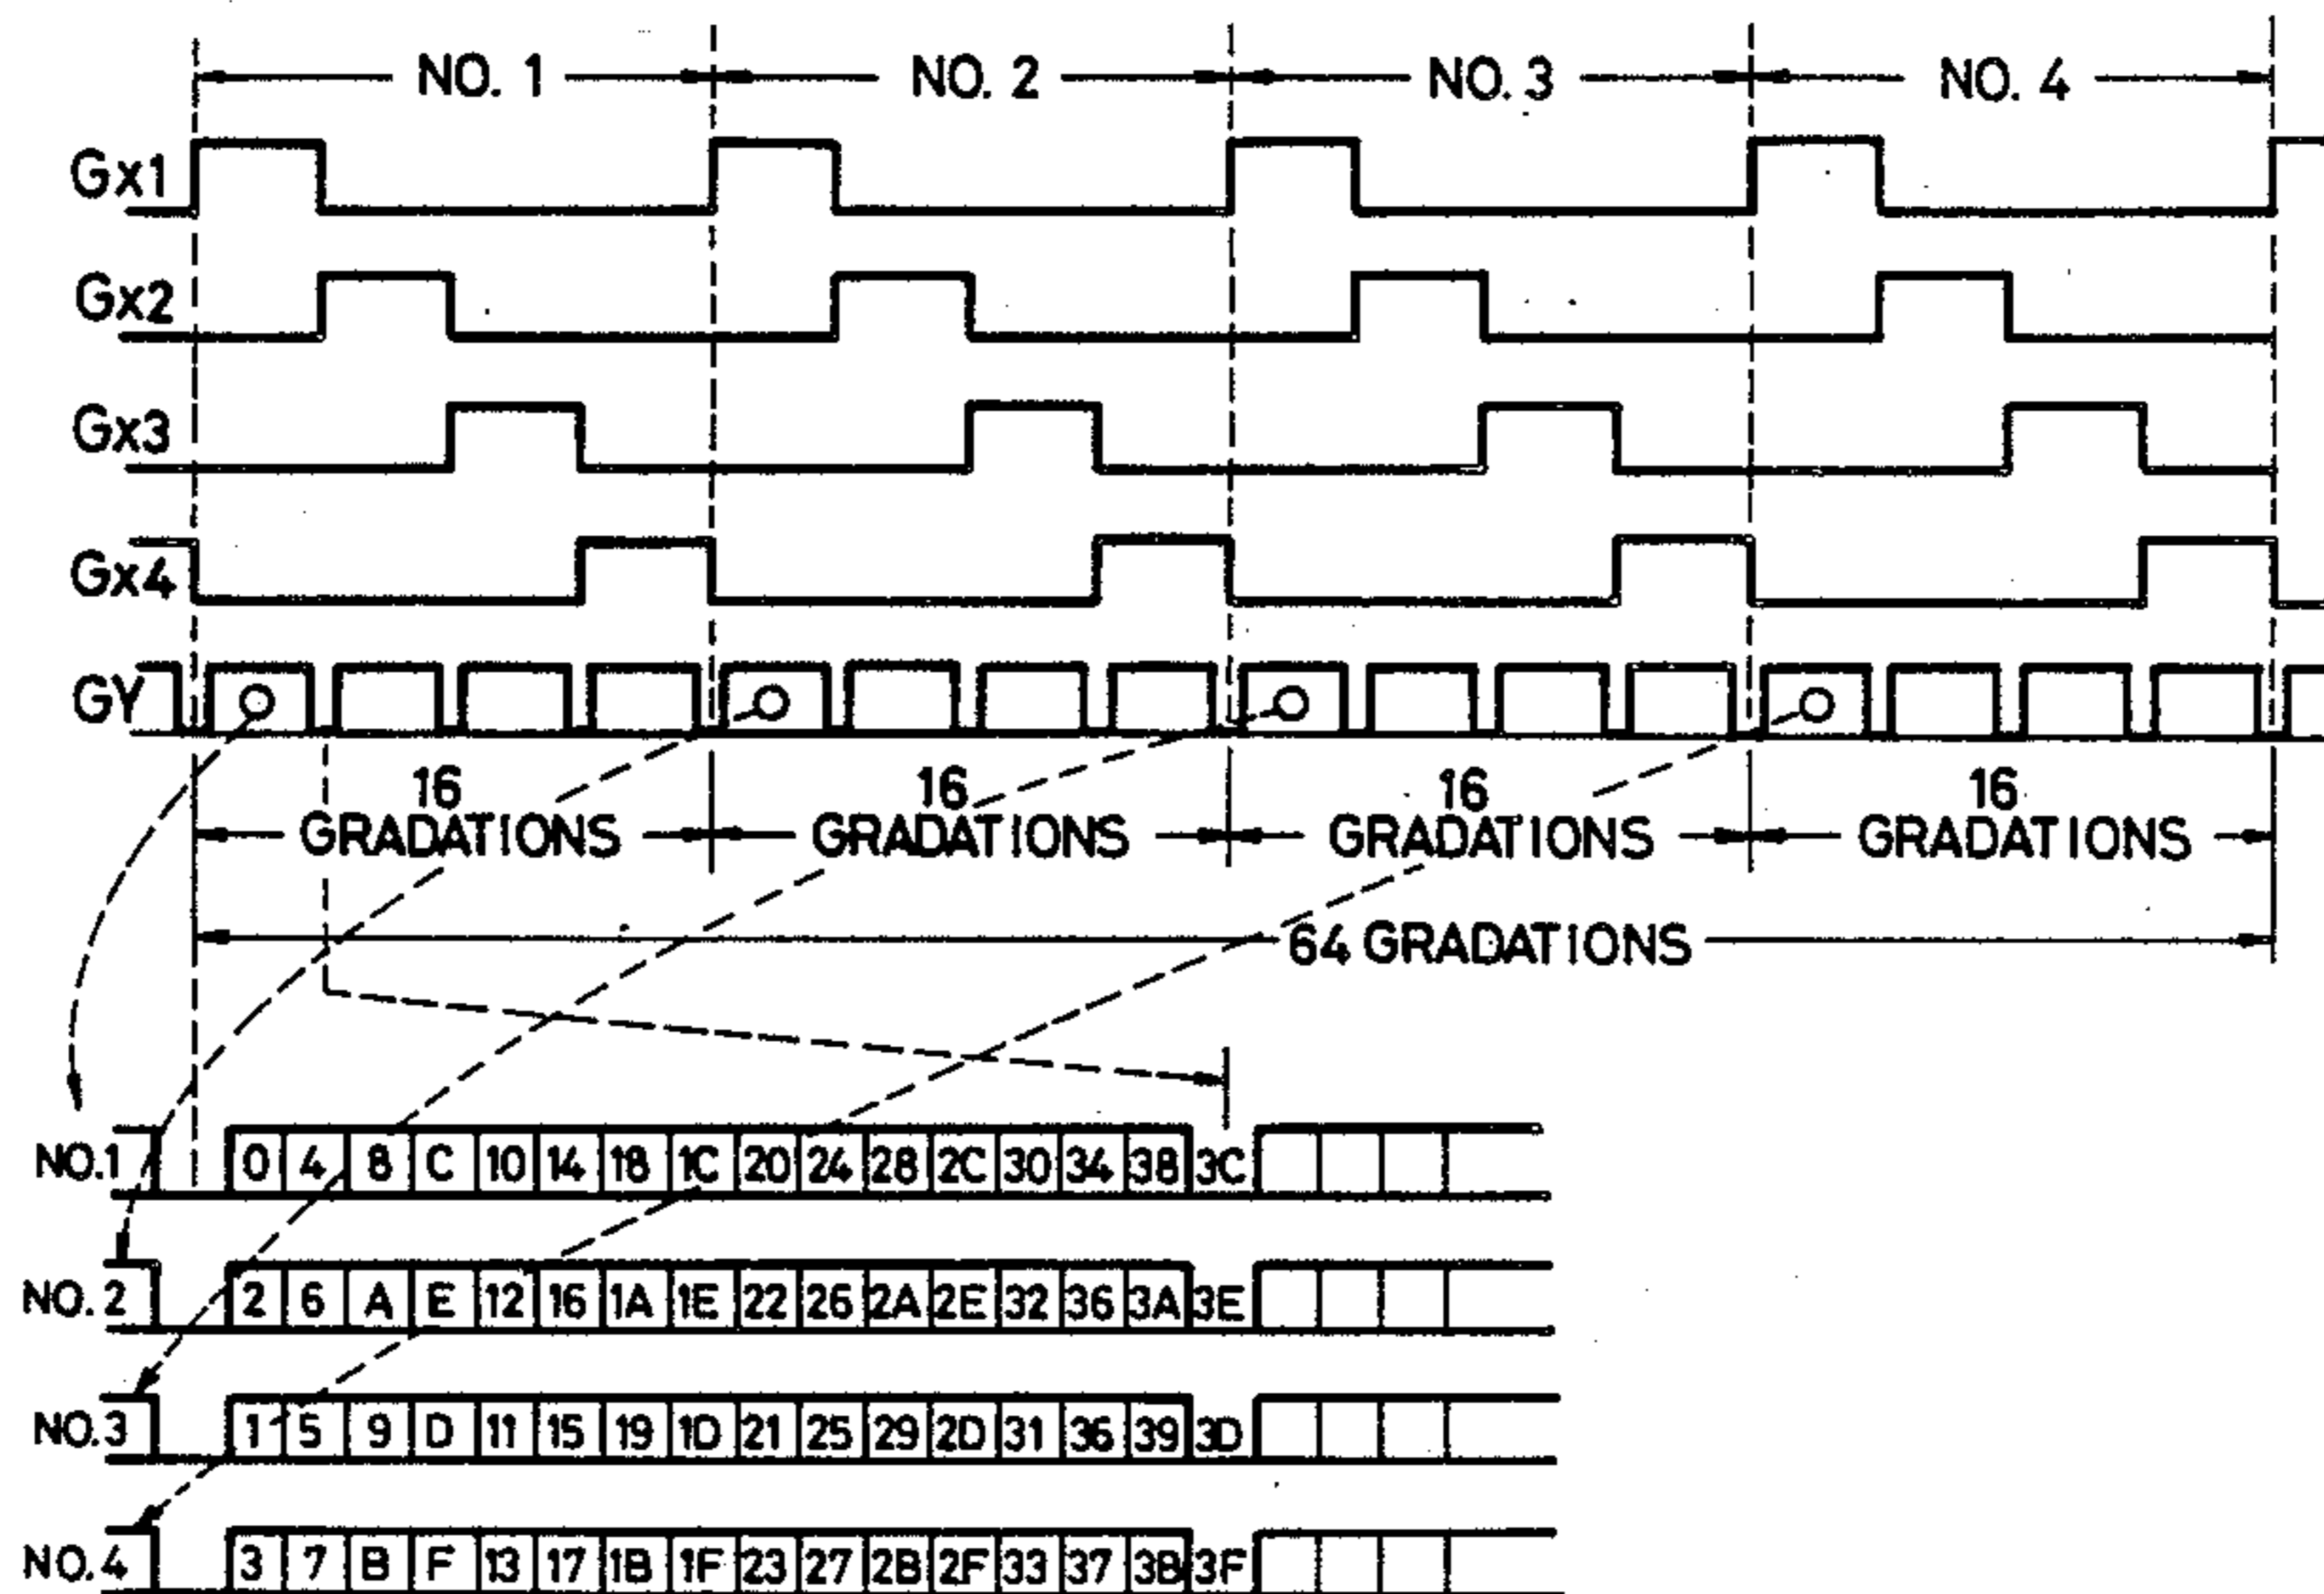 NO. 1 NO. 2 NO. 3 NO. 4
Gx1
Gx2
Gx3
Gx4
GY
16 16 16 16
GRADATIONS GRADATIONS GRADATIONS GRADATIONS
64 GRADATIONS
NO.1 0 4 8 C 10 14 18 1C 20 24 28 2C 30 34 38 3C
NO. 2 2 6 A E 12 16 1A 1E 22 26 2A 2E 32 36 3A 3E
NO.3 1 5 9 D 11 15 19 1D 21 25 29 2D 31 36 39 3D
NO.4 3 7 B F 13 17 1B 1F 23 27 2B 2F 33 37 3B 3F